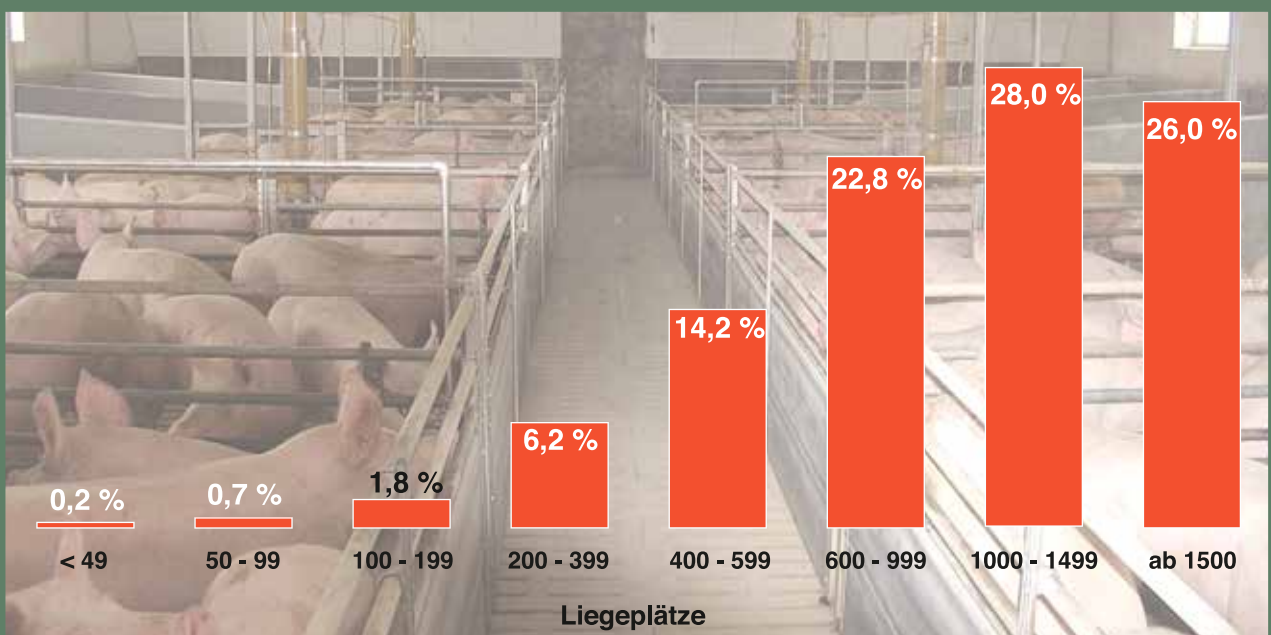 0,2 %
0,7 %
1,8 %
6,2 %
14,2 %
22,8 %
28,0 %
26,0 %
< 49
50 - 99
100 - 199
200 - 399
400 - 599
600 - 999
1000 - 1499
ab 1500
Liegeplätze